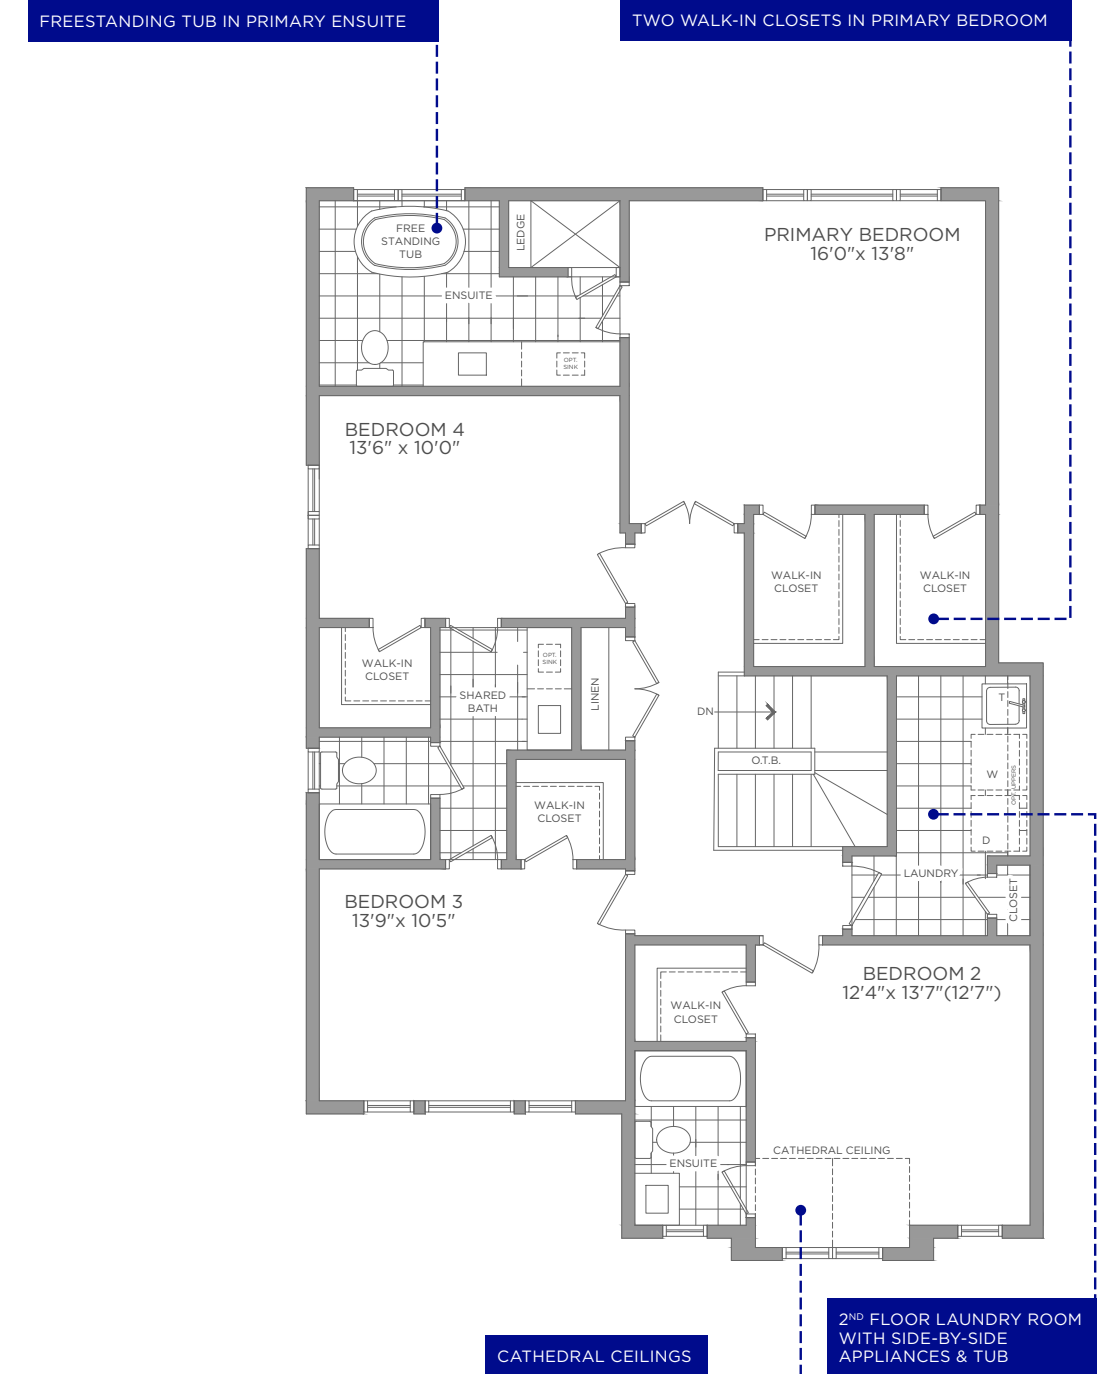 FREESTANDING TUB IN PRIMARY ENSUITE
TWO WALK-IN CLOSETS IN PRIMARY BEDROOM
FREE
STANDING
TUB
LEDGE
ENSUITE
OPT.
SINK
PRIMARY BEDROOM
16'0"x 13'8"
BEDROOM 4
13'6" x 10'0"
WALK-IN
CLOSET
WALK-IN
CLOSET
WALK-IN
CLOSET
SHARED
BATH
OPT.
SINK
LINEN
DN
O.T.B.
T
W
D
OPT. UPPERS
WALK-IN
CLOSET
LAUNDRY
CLOSET
BEDROOM 3
13'9"x 10'5"
BEDROOM 2
12'4"x 13'7"(12'7")
WALK-IN
CLOSET
ENSUITE
CATHEDRAL CEILING
CATHEDRAL CEILINGS
2ND FLOOR LAUNDRY ROOM
WITH SIDE-BY-SIDE
APPLIANCES & TUB